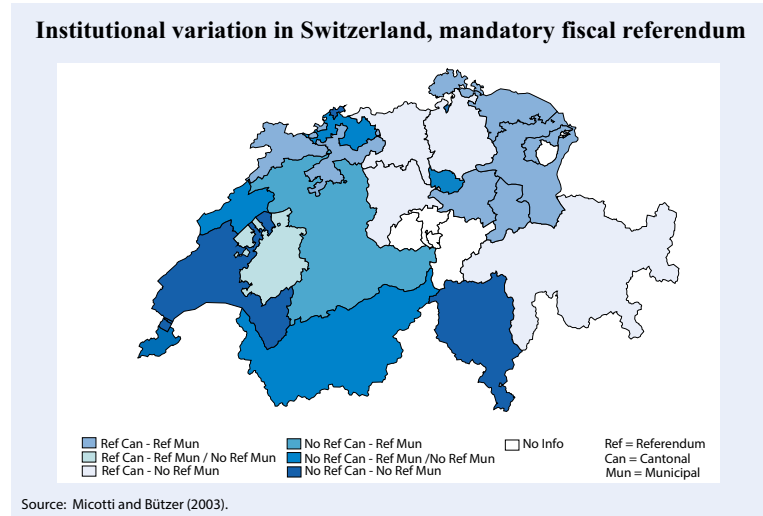 Institutional variation in Switzerland, mandatory fiscal referendum
Ref Can - Ref Mun
No Ref Can - Ref Mun
No Info
Ref = Referendum
Ref Can - Ref Mun / No Ref Mun
No Ref Can - Ref Mun /No Ref Mun
Can = Cantonal
Ref Can - No Ref Mun
No Ref Can - No Ref Mun
Mun = Municipal
Source: Micotti and Bützer (2003).